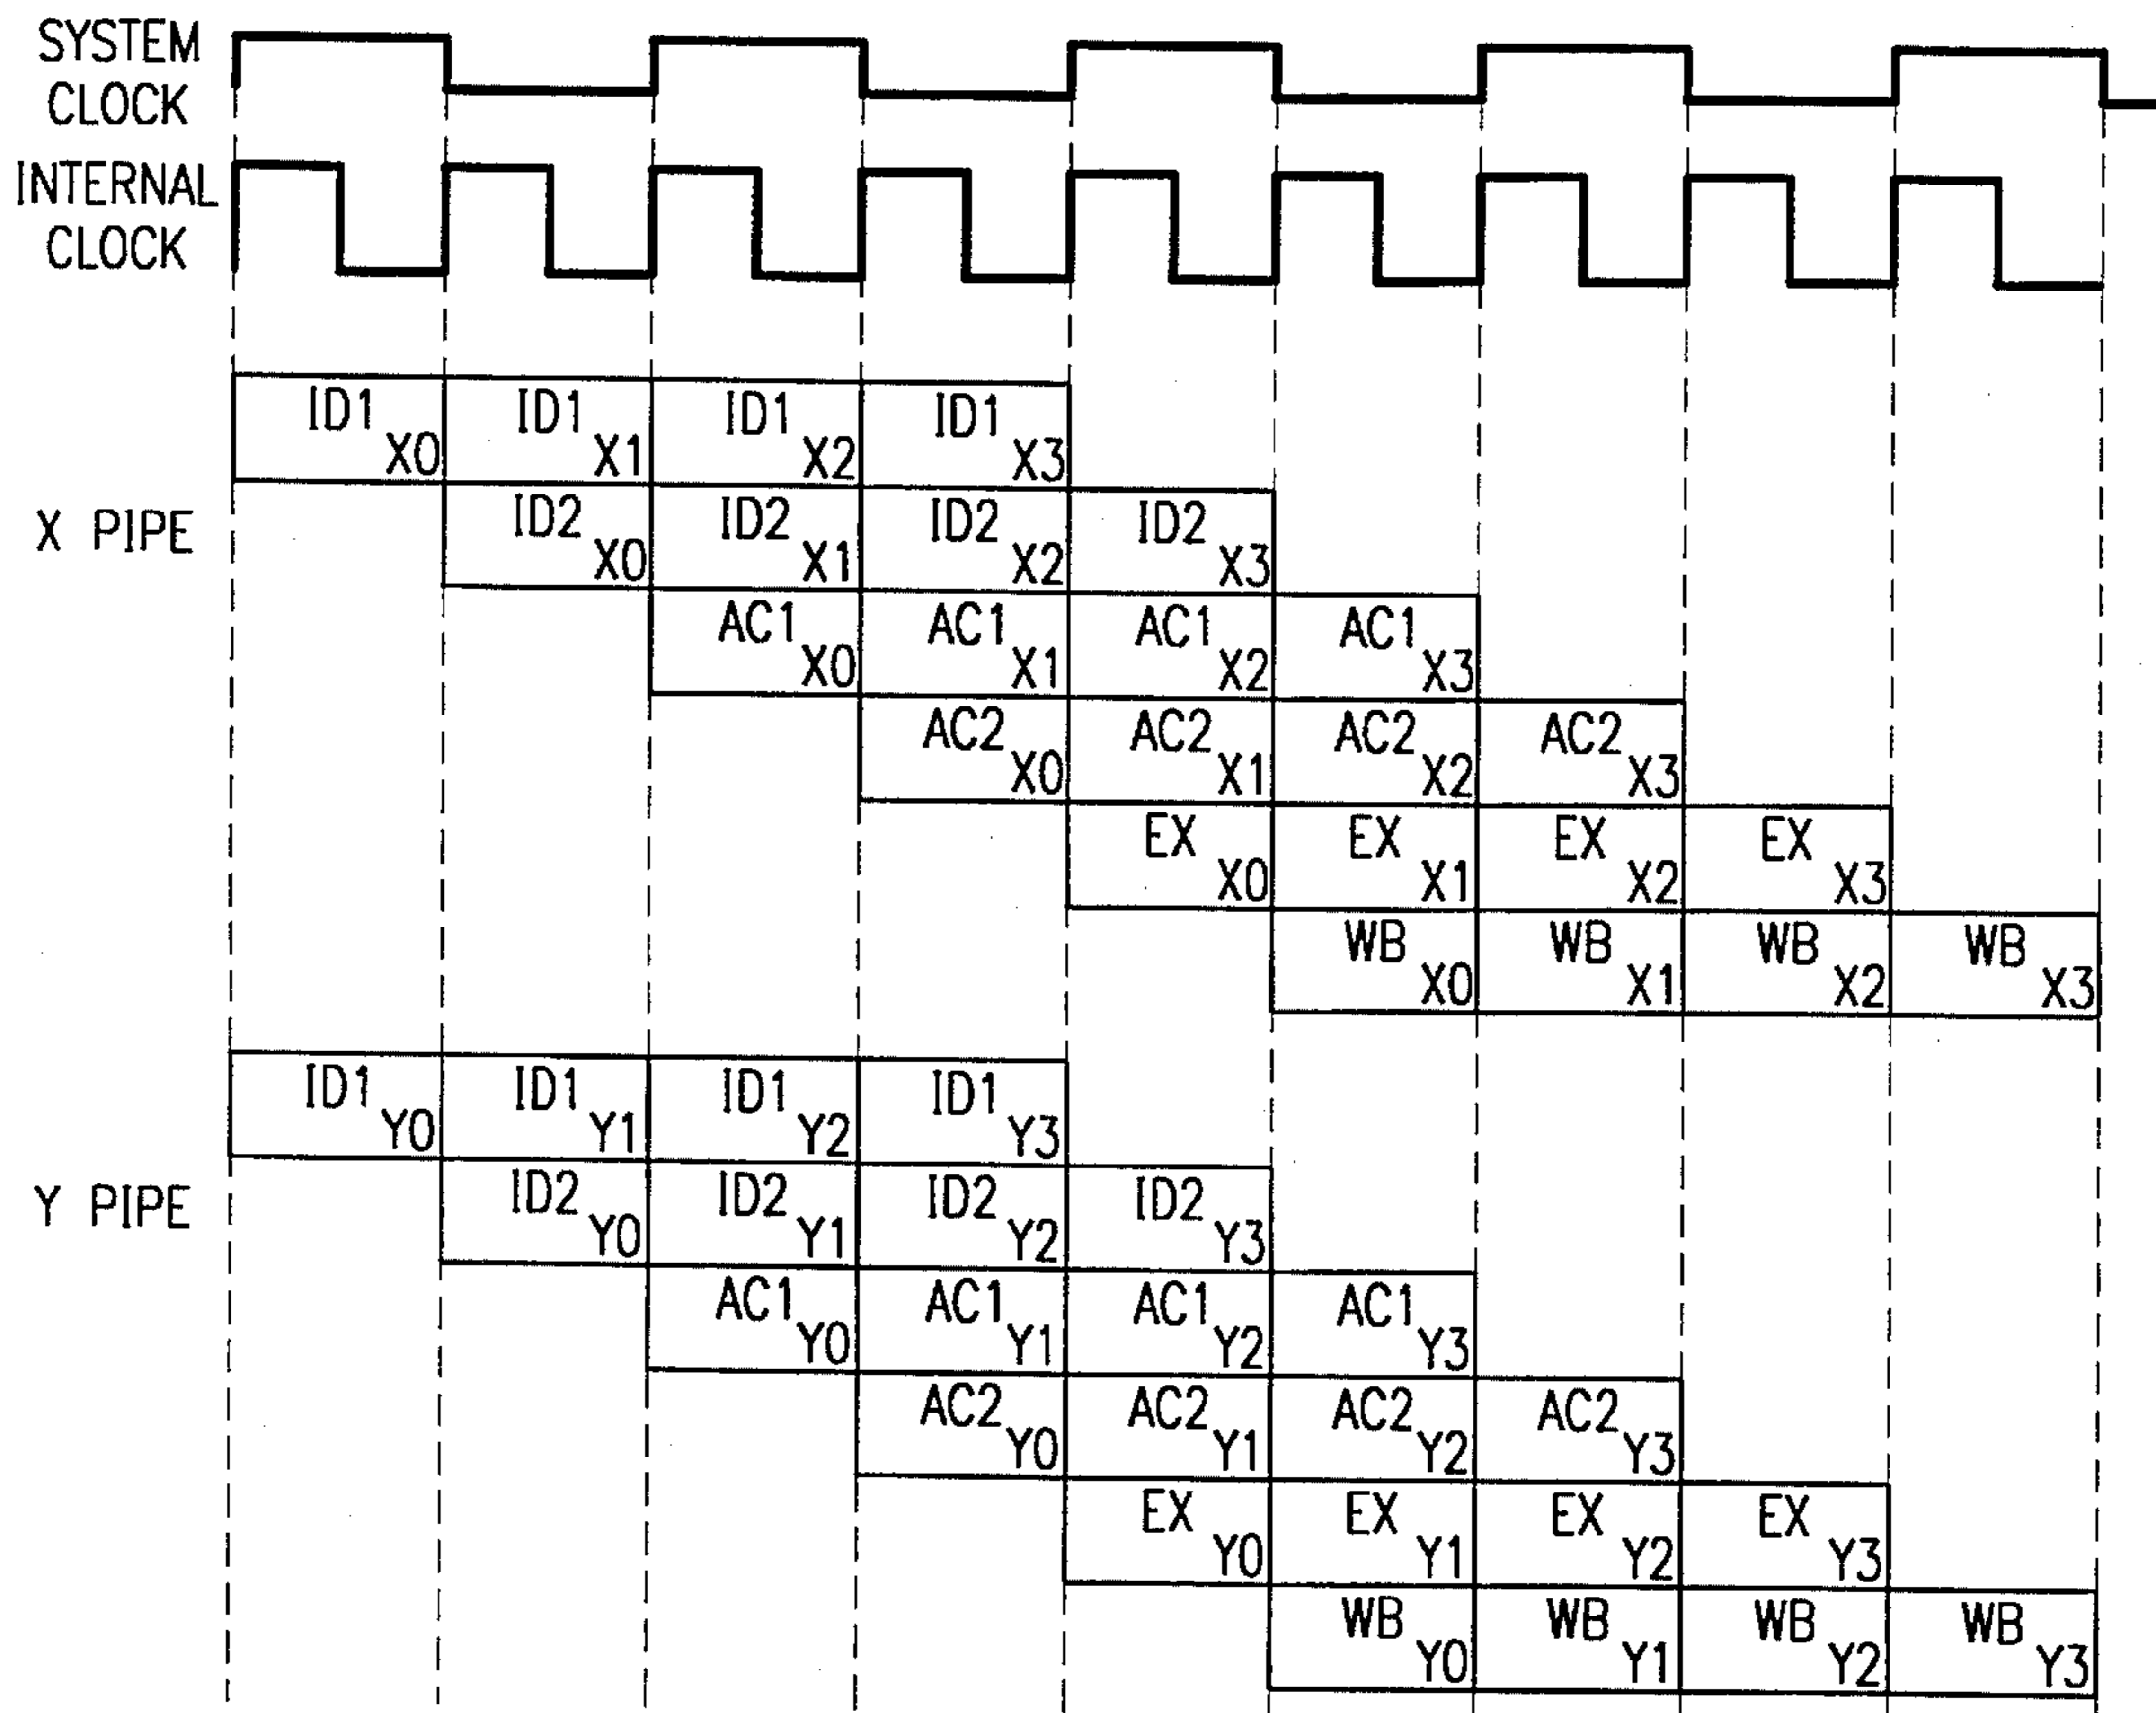 SYSTEM
CLOCK
INTERNAL
CLOCK
X PIPE
ID1 X0 ID1 X1 ID1 X2 ID1 X3
ID2 X0 ID2 X1 ID2 X2 ID2 X3
AC1 X0 AC1 X1 AC1 X2 AC1 X3
AC2 X0 AC2 X1 AC2 X2 AC2 X3
EX X0 EX X1 EX X2 EX X3
WB X0 WB X1 WB X2 WB X3
Y PIPE
ID1 Y0 ID1 Y1 ID1 Y2 ID1 Y3
ID2 Y0 ID2 Y1 ID2 Y2 ID2 Y3
AC1 Y0 AC1 Y1 AC1 Y2 AC1 Y3
AC2 Y0 AC2 Y1 AC2 Y2 AC2 Y3
EX Y0 EX Y1 EX Y2 EX Y3
WB Y0 WB Y1 WB Y2 WB Y3